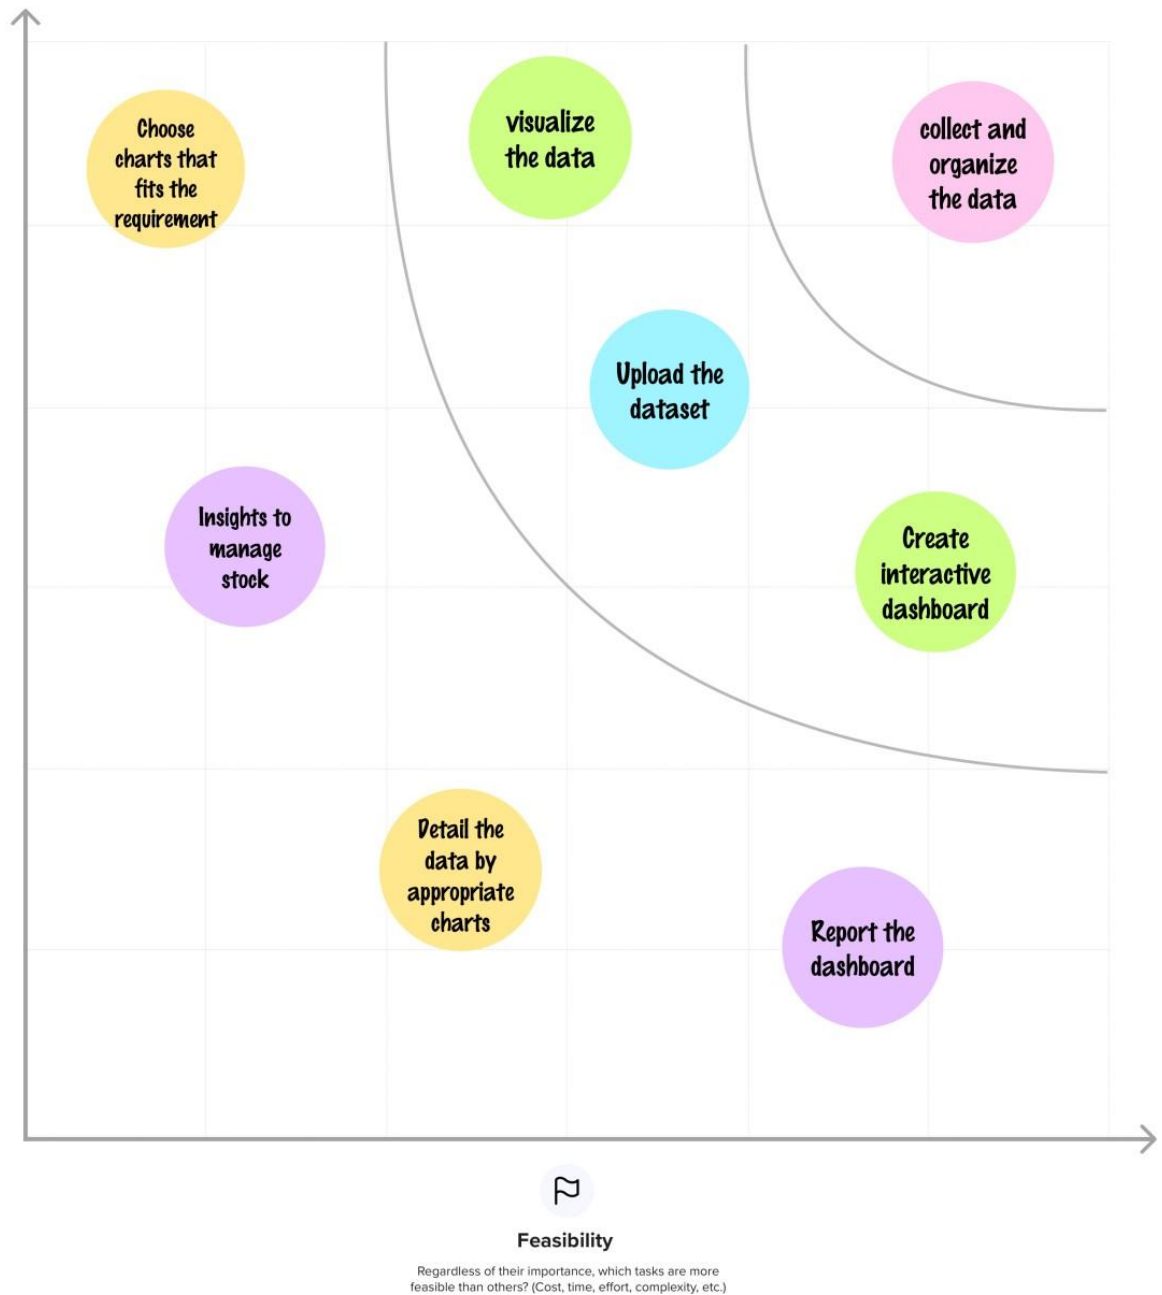 Choose
charts that
fits the
requirement
visualize
the data
collect and
organize
the data
Upload the
dataset
Insights to
manage
stock
Create
interactive
dashboard
Detail the
data by
appropriate
charts
Report the
dashboard
Feasibility
Regardless of their importance, which tasks are more
feasible than others? (Cost, time, effort, complexity, etc.)